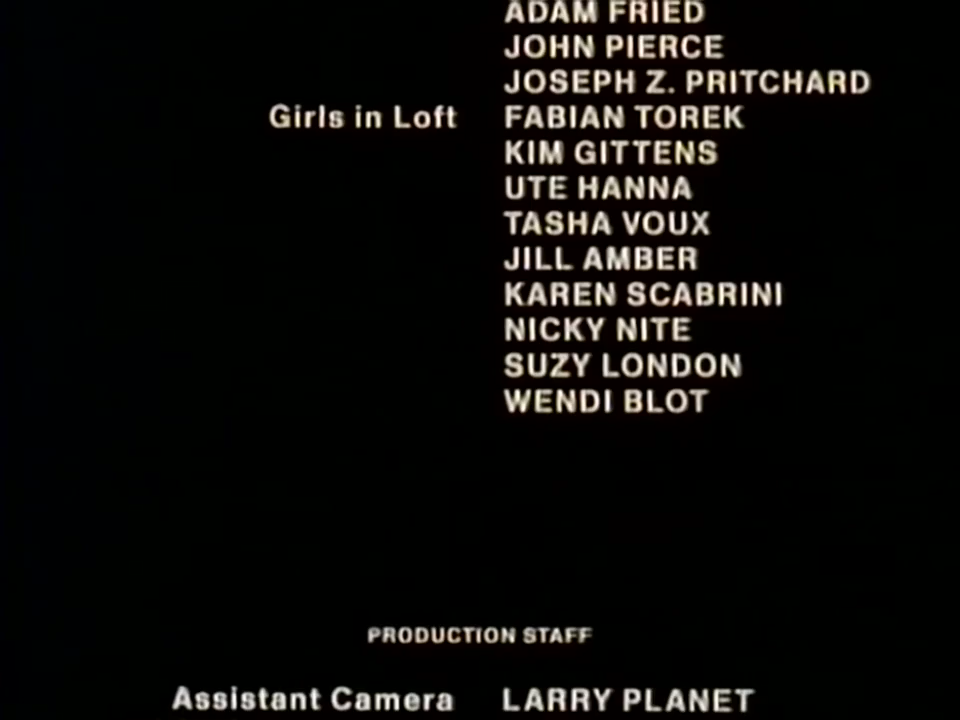 ADAM FRIED
JOHN PIERCE
JOSEPH Z. PRITCHARD
Girls in Loft FABIAN TOREK
KIM GITTENS
UTE HANNA
TASHA VOUX
JILL AMBER
KAREN SCABRINI
NICKY NITE
SUZY LONDON
WENDI BLOT
PRODUCTION STAFF
Assistant Camera LARRY PLANET